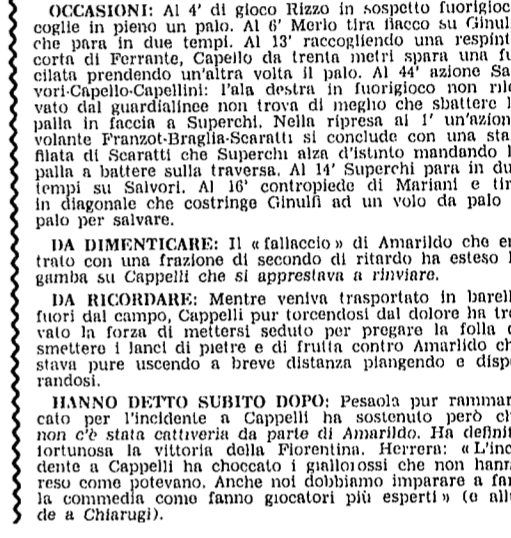 OCCASIONI: Al 4' di gioco Rizzo in sospetto fuorigioc
coglie in pieno un palo. Al 6' Merlo tira fiacco su Ginul
che para in due tempi. Al 13' raccogliendo una respint
corta di Ferrante, Capello da trenta metri spara una fu
cilata prendendo un'altra volta il palo. Al 44' azione Sa
vori-Capello-Capellini: l'ala destra in fuorigioco non rile
vato dal guardialinee non trova di meglio che sbattere l
palla in faccia a Superchi. Nella ripresa al 1' un'azion
volante Franzot-Braglia-Scaratti si conclude con una sta
filata di Scaratti che Superchi alza d'istinto mandando l
palla a battere sulla traversa. Al 14' Superchi para in du
tempi su Salvori. Al 16' contropiede di Mariani e tir
in diagonale che costringe Ginulfi ad un volo da palo
palo per salvare.
DA DIMENTICARE: Il « fallaccio » di Amarildo che en
trato con una frazione di secondo di ritardo ha esteso l
gamba su Cappelli che si apprestava a rinviare.
DA RICORDARE: Mentre veniva trasportato in barell
fuori dal campo, Cappelli pur torcendosi dal dolore ha tro
vato la forza di mettersi seduto per pregare la folla d
smettere i lanci di pietre e di frutta contro Amarildo ch
stava pure uscendo a breve distanza piangendo e dispe
randosi.
HANNO DETTO SUBITO DOPO: Pesaola pur rammar
cato per l'incidente a Cappelli ha sostenuto però ch
non c'è stata cattiveria da parte di Amarildo. Ha definit
fortunosa la vittoria della Fiorentina. Herrera: « L'inc
dente a Cappelli ha choccato i giallorossi che non hann
reso come potevano. Anche noi dobbiamo imparare a far
la commedia come fanno giocatori più esperti » (e allu
de a Chiarugi).